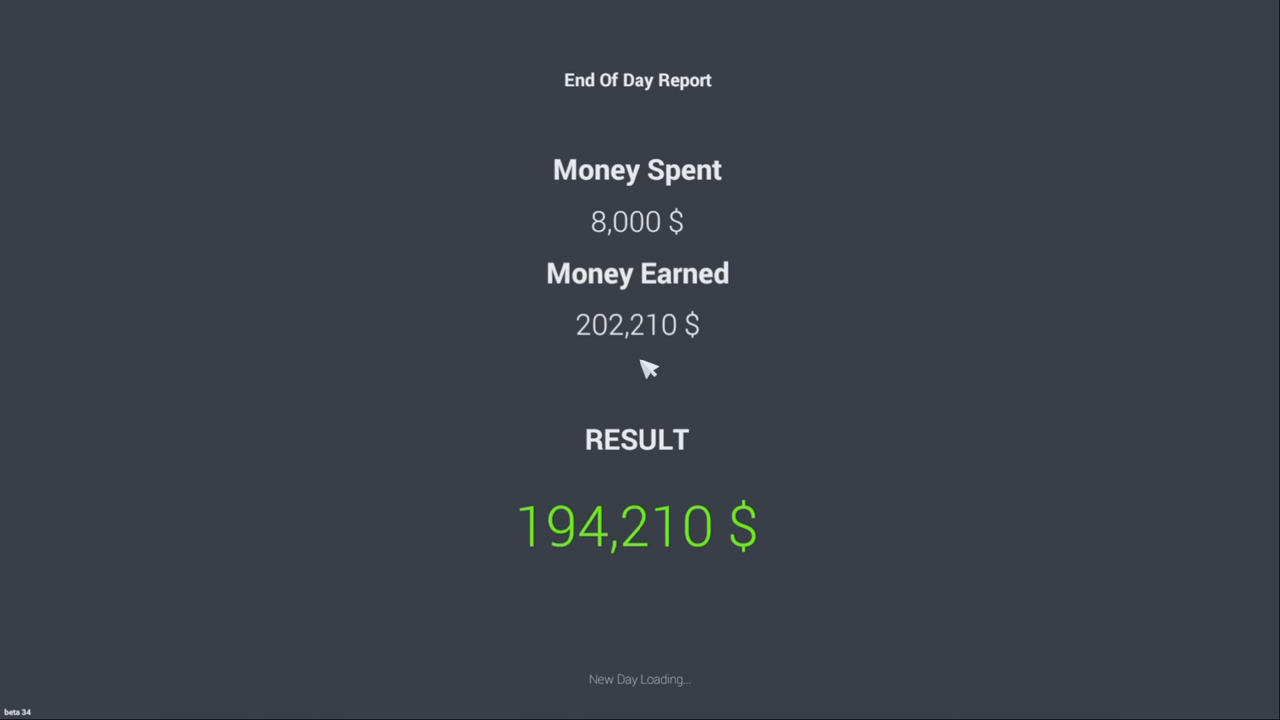 End Of Day Report
Money Spent
8,000 $
Money Earned
202,210 $
RESULT
194,210 $
New Day Loading...
beta 34